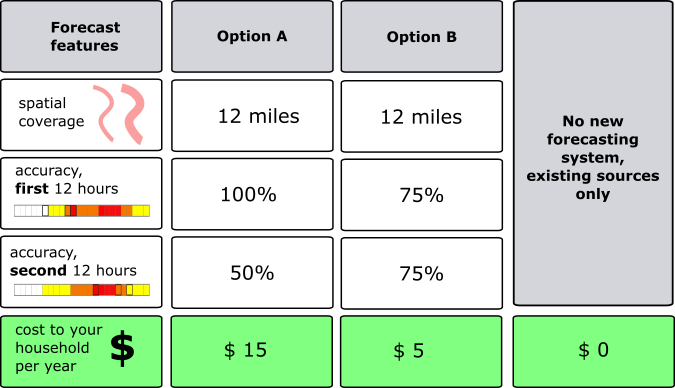 Forecast
features
Option A
Option B
No new
forecasting
system,
existing sources
only
spatial
coverage
12 miles
12 miles
accuracy,
first 12 hours
100%
75%
accuracy,
second 12 hours
50%
75%
cost to your
household
per year
$
$ 15
$ 5
$ 0